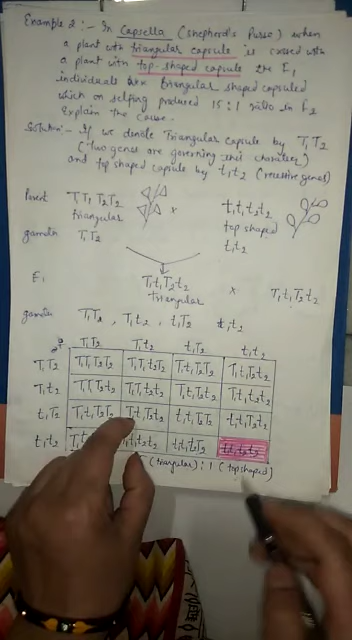 Example 2:- In Capsella (Shepherd's Purse) when
a plant with triangular capsule is crossed with
a plant with top-shaped capsule the F1
individuals triangular shaped capsuled
which on selfing produced 15:1 ratio in F2
Explain the cause.
Solution:- If we denote Triangular capsule by T1T2
(Two genes are governing this character)
and top shaped capsule by t1t2 (recessive genes)
Parent T1T1 T2T2 × t1t1t2t2
triangular top shaped
gametes T1T2 t1t2
F1 T1t1T2t2 × T1t1T2t2
triangular
gametes T1T2, T1t2, t1T2 t1t2
♀ ♂ T1T2 T1t2 t1T2 t1t2
T1T2 T1T1T2T2 T1T1T2t2 T1t1T2T2 T1t1T2t2
T1t2 T1T1T2t2 T1T1t2t2 T1t1T2t2 T1t1t2t2
t1T2 T1t1T2T2 T1t1T2t2 t1t1T2T2 t1t1T2t2
t1t2 t1t2t2 t1t1T2t2 t1t1t2t2
(triangular) : 1 (top shaped)